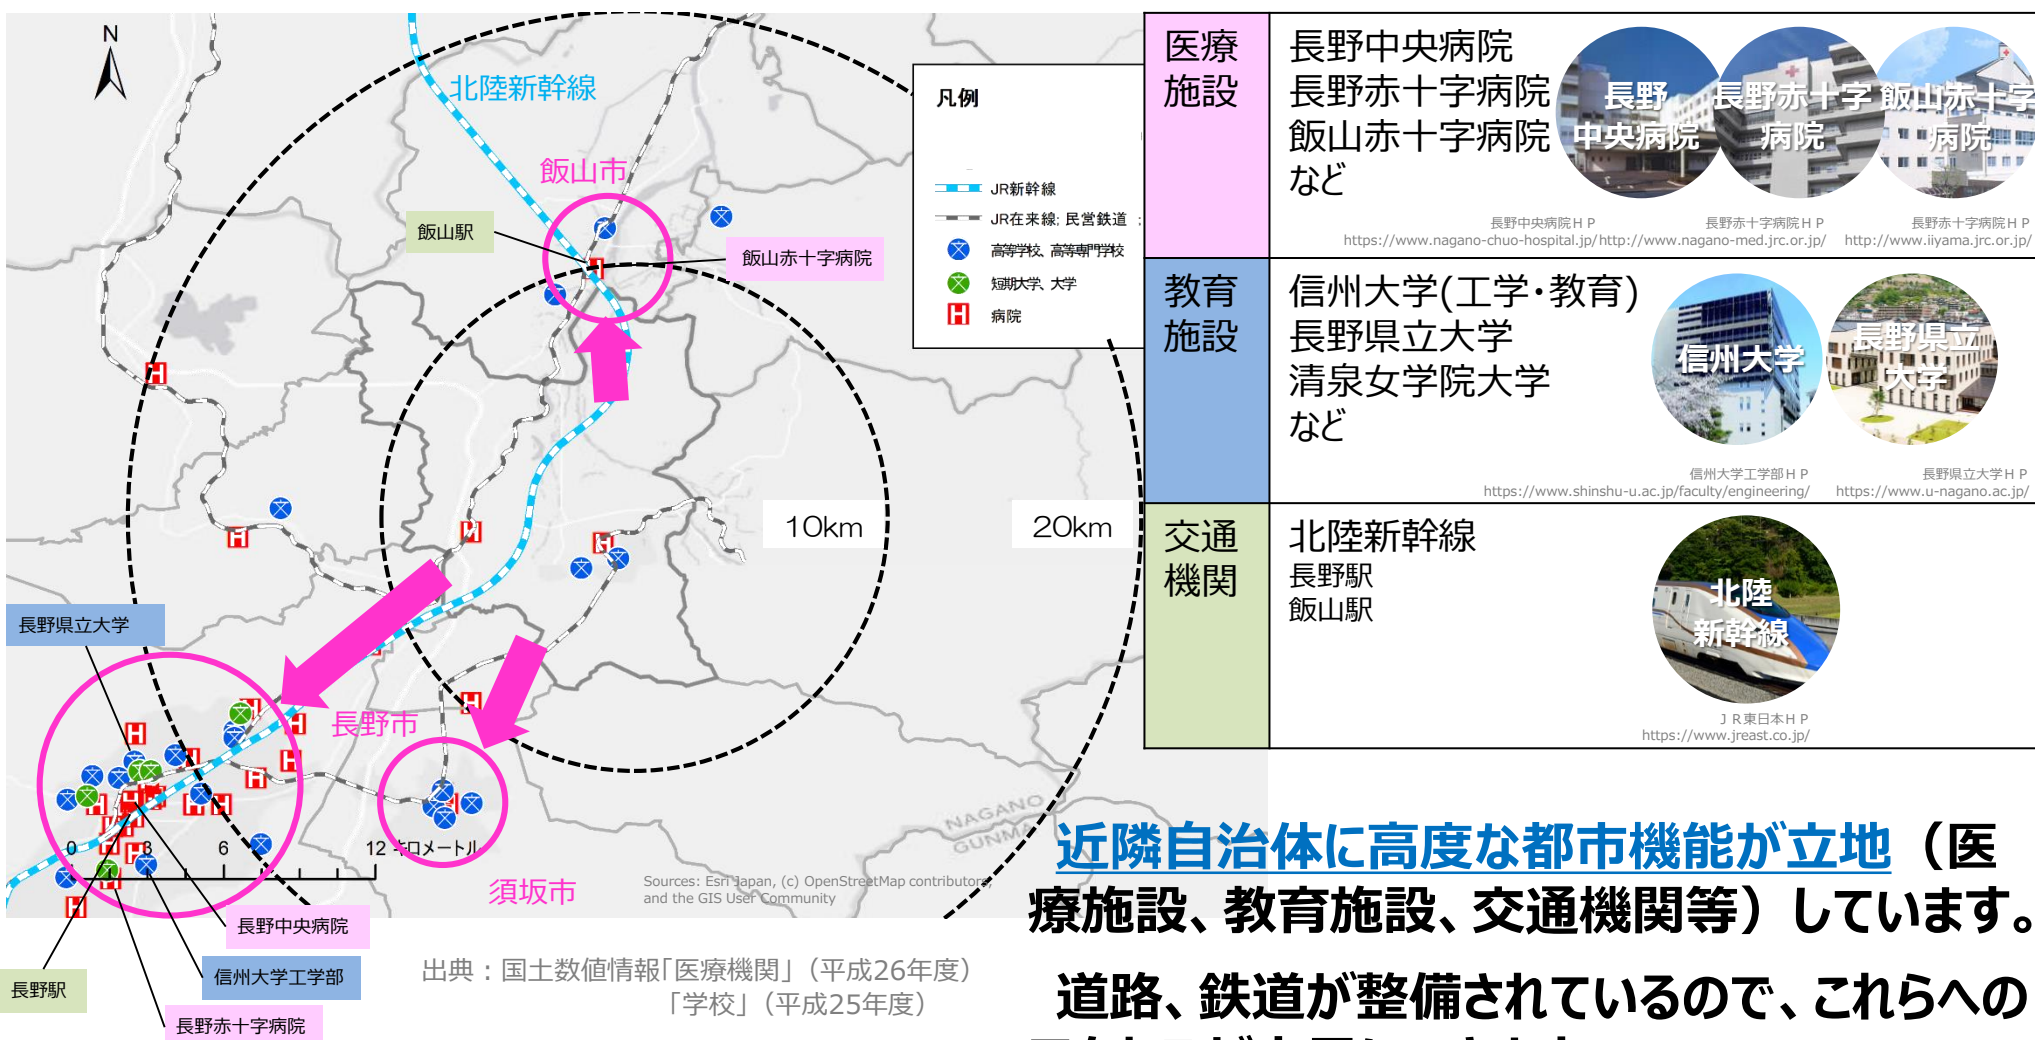 N
北陸新幹線
飯山市
飯山駅
飯山赤十字病院
凡例
JR新幹線
JR在来線; 民営鉄道 ;
高等学校、高等専門学校
短期大学、大学
病院
10km
20km
長野県立大学
長野市
須坂市
0
3
6
12 キロメートル
NAGANO
GUNMA
Sources: Esri Japan, (c) OpenStreetMap contributors,
and the GIS User Community
長野中央病院
信州大学工学部
長野駅
長野赤十字病院
出典：国土数値情報「医療機関」（平成26年度）
「学校」（平成25年度）
医療
施設
長野中央病院
長野赤十字病院
飯山赤十字病院
など
長野
中央病院
長野赤十字
病院
飯山赤十字
病院
長野中央病院ＨＰ
https://www.nagano-chuo-hospital.jp/
長野赤十字病院ＨＰ
http://www.nagano-med.jrc.or.jp/
長野赤十字病院ＨＰ
http://www.iiyama.jrc.or.jp/
教育
施設
信州大学(工学・教育)
長野県立大学
清泉女学院大学
など
信州大学
長野県立
大学
信州大学工学部ＨＰ
https://www.shinshu-u.ac.jp/faculty/engineering/
長野県立大学ＨＰ
https://www.u-nagano.ac.jp/
交通
機関
北陸新幹線
長野駅
飯山駅
北陸
新幹線
ＪＲ東日本ＨＰ
https://www.jreast.co.jp/
近隣自治体に高度な都市機能が立地（医
療施設、教育施設、交通機関等）しています。
道路、鉄道が整備されているので、これらへの